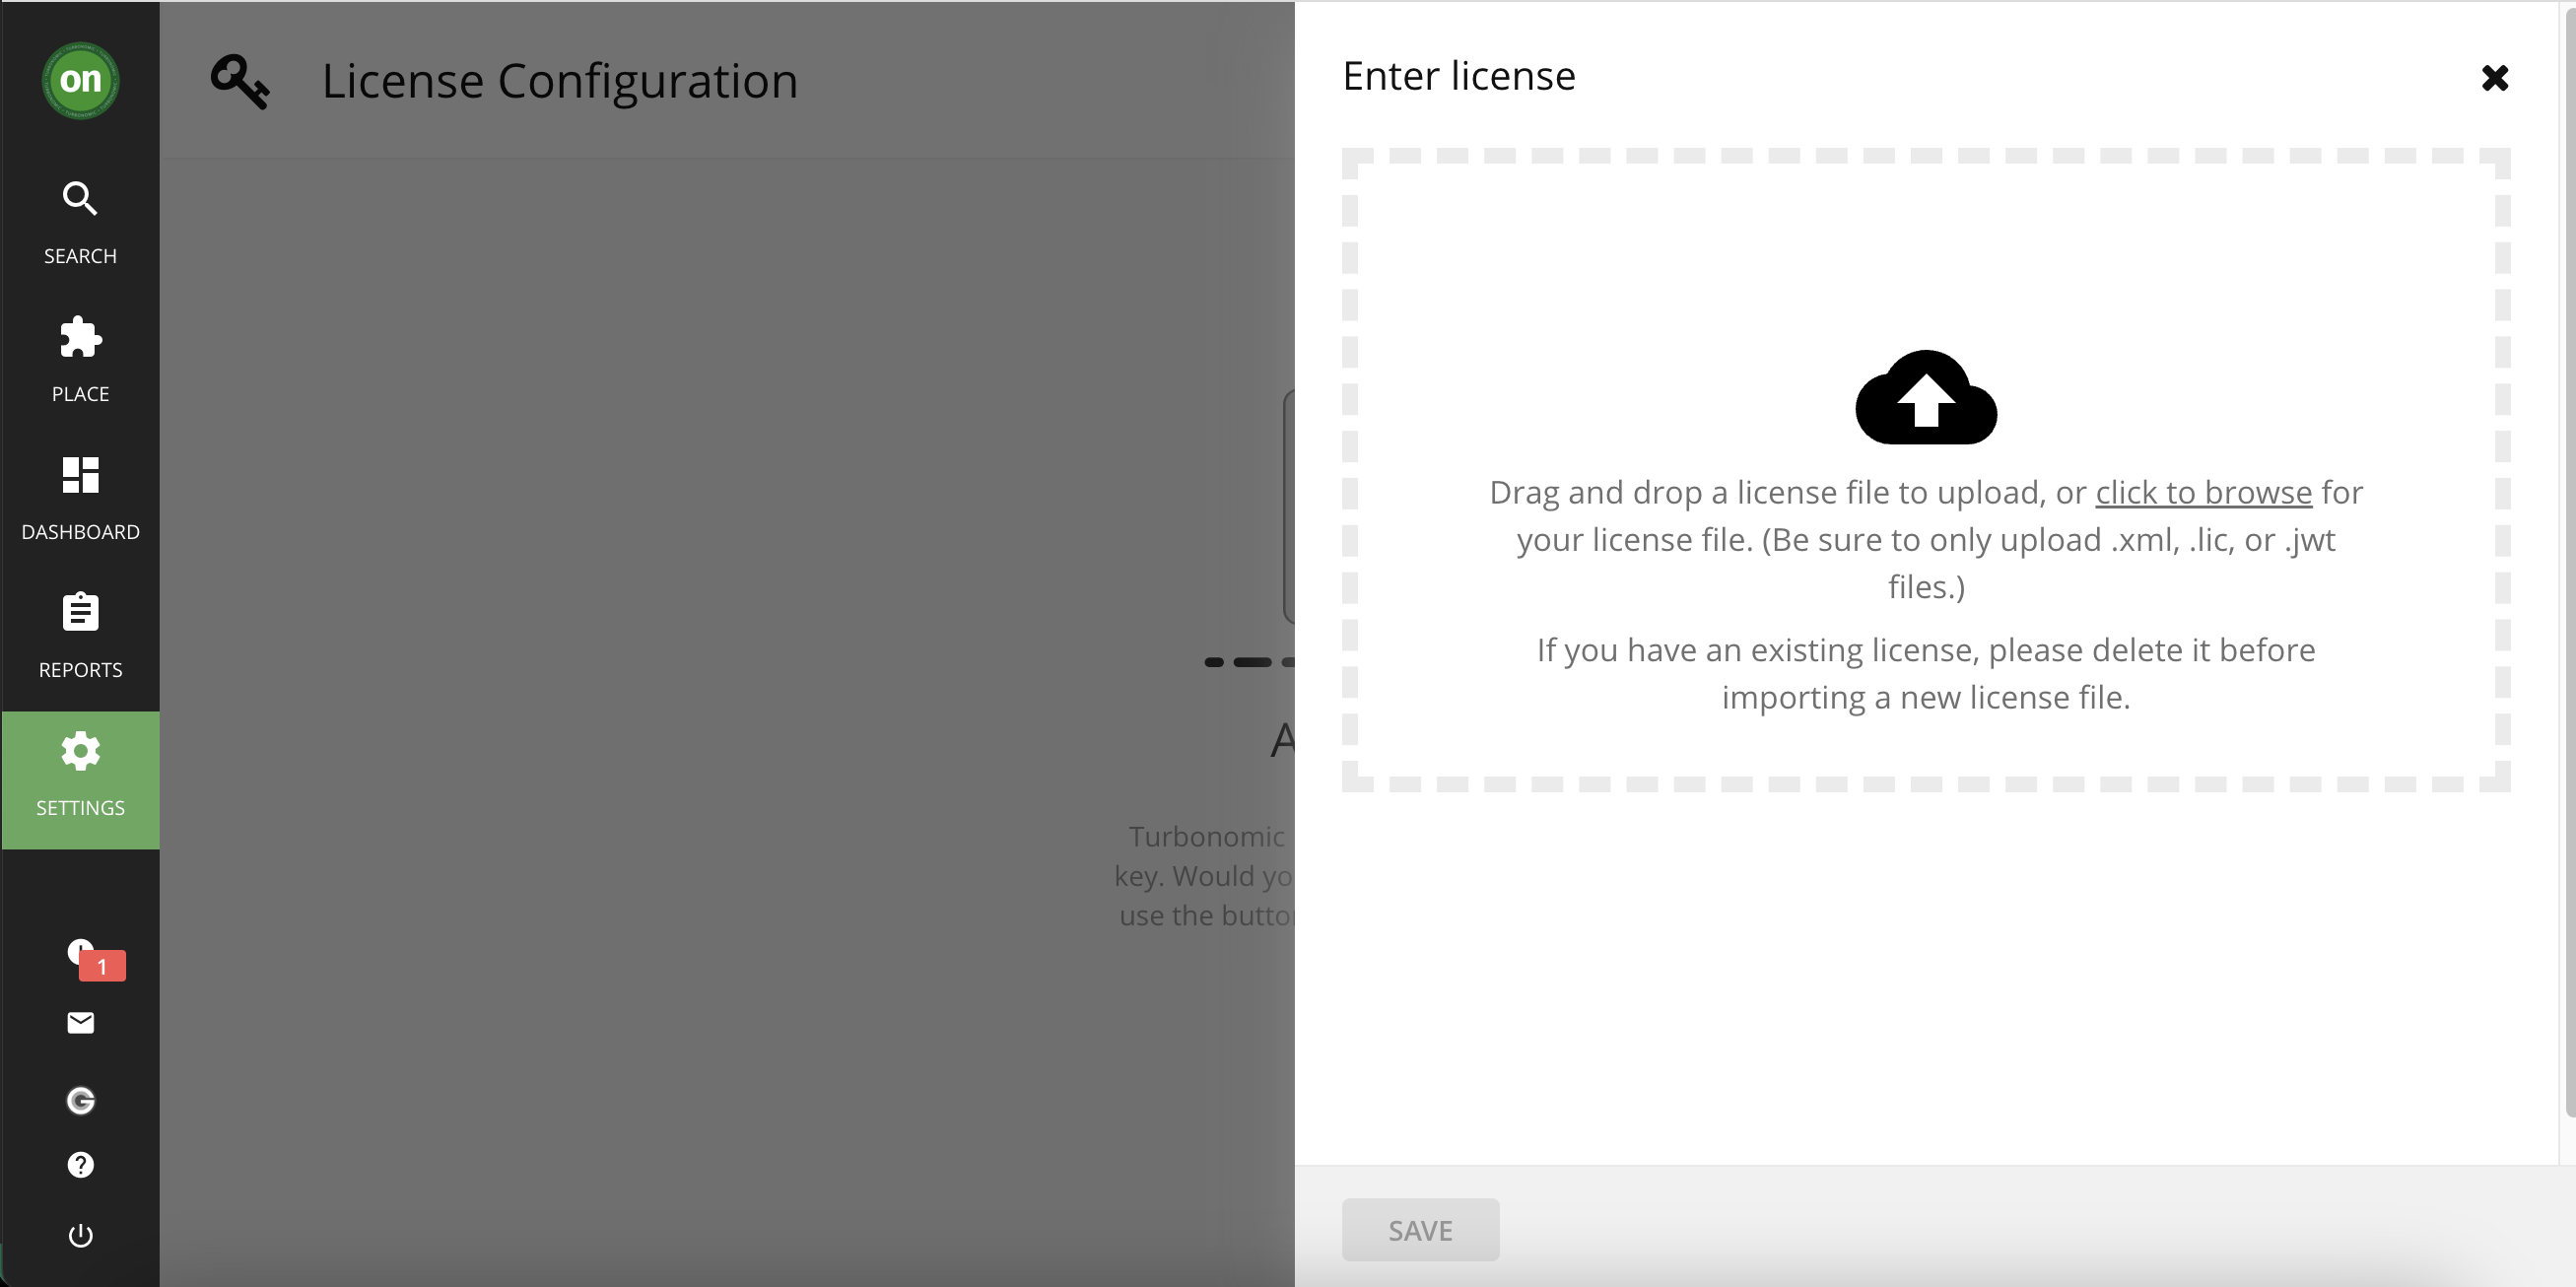 on
SEARCH
PLACE
DASHBOARD
REPORTS
SETTINGS
1
License Configuration
A
Turbonomic
key. Would yo
use the butto
Enter license
Drag and drop a license file to upload, or click to browse for
your license file. (Be sure to only upload .xml, .lic, or .jwt
files.)
If you have an existing license, please delete it before
importing a new license file.
SAVE